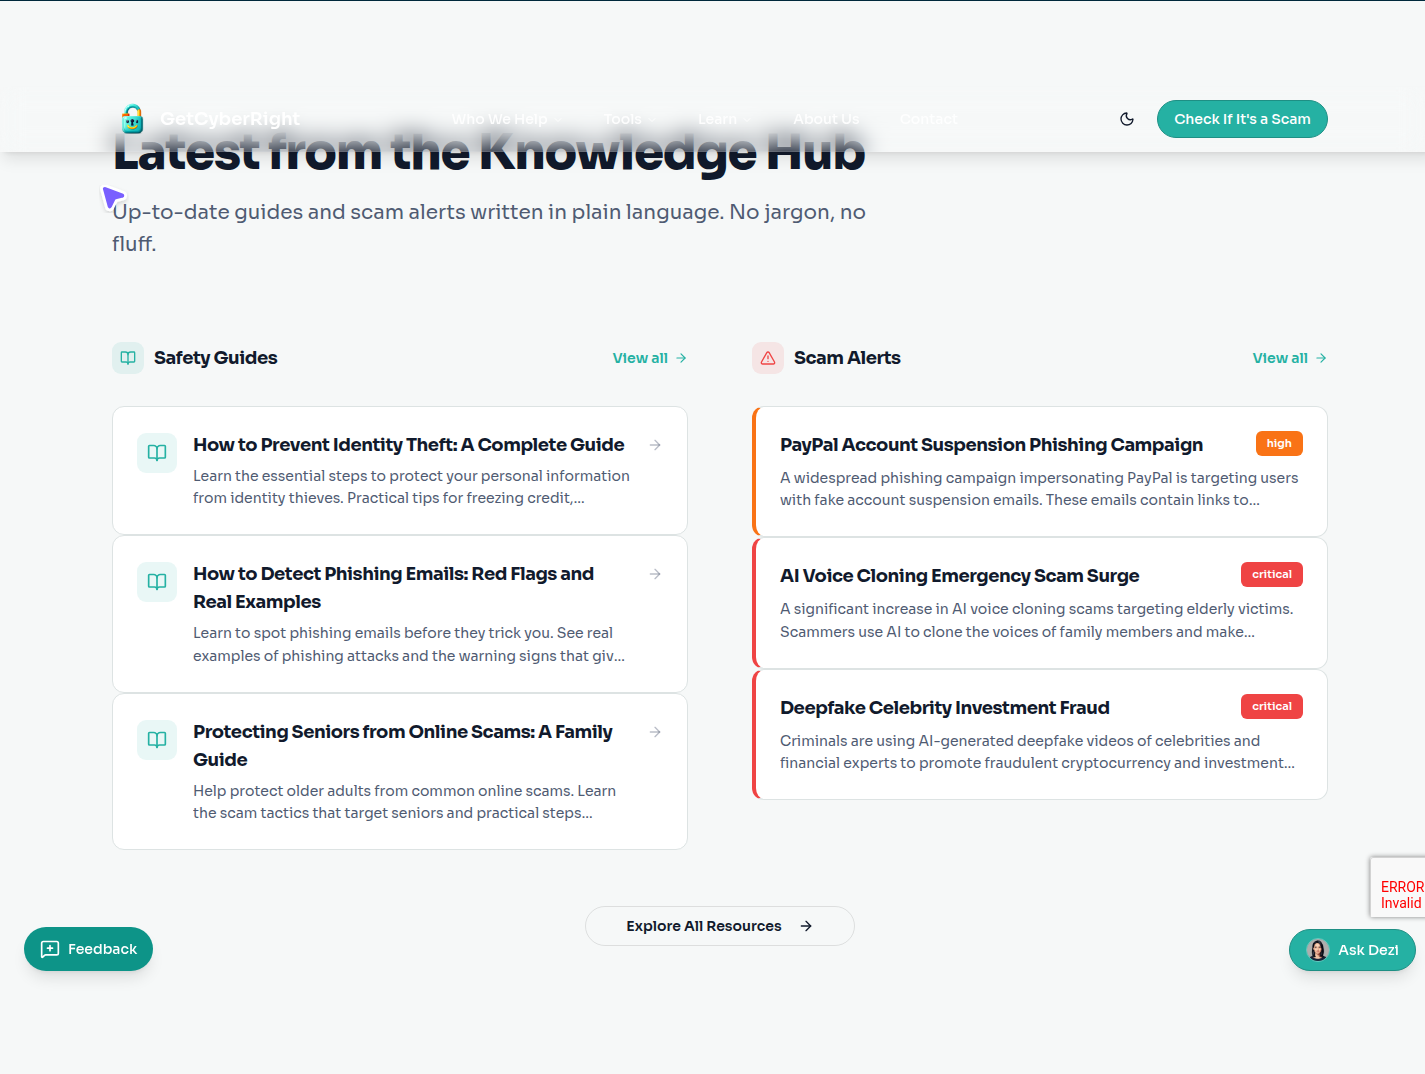 GetCyberRight
Who We Help
Tools
Learn
About Us
Contact
Check If It's a Scam
Latest from the Knowledge Hub
Up-to-date guides and scam alerts written in plain language. No jargon, no
fluff.
Safety Guides
View all
How to Prevent Identity Theft: A Complete Guide
Learn the essential steps to protect your personal information
from identity thieves. Practical tips for freezing credit,...
How to Detect Phishing Emails: Red Flags and
Real Examples
Learn to spot phishing emails before they trick you. See real
examples of phishing attacks and the warning signs that giv...
Protecting Seniors from Online Scams: A Family
Guide
Help protect older adults from common online scams. Learn
the scam tactics that target seniors and practical steps...
Scam Alerts
View all
PayPal Account Suspension Phishing Campaign
high
A widespread phishing campaign impersonating PayPal is targeting users
with fake account suspension emails. These emails contain links to...
AI Voice Cloning Emergency Scam Surge
critical
A significant increase in AI voice cloning scams targeting elderly victims.
Scammers use AI to clone the voices of family members and make...
Deepfake Celebrity Investment Fraud
critical
Criminals are using AI-generated deepfake videos of celebrities and
financial experts to promote fraudulent cryptocurrency and investment...
Explore All Resources
ERROR
Invalid
Feedback
Ask Dezi